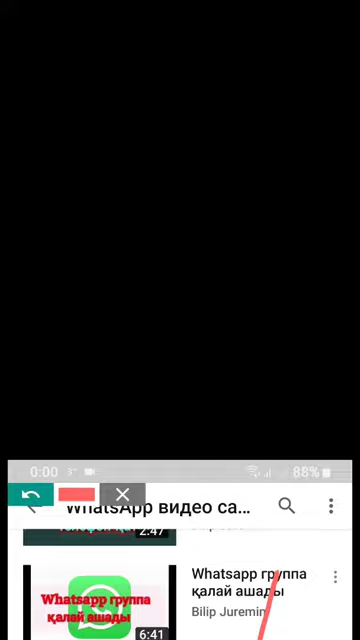 0:00
88%
WhatsApp видео са...
2:47
Whatsapp группа
қалай ашады
Whatsapp группа
қалай ашады
Bilip Juremin
6:41